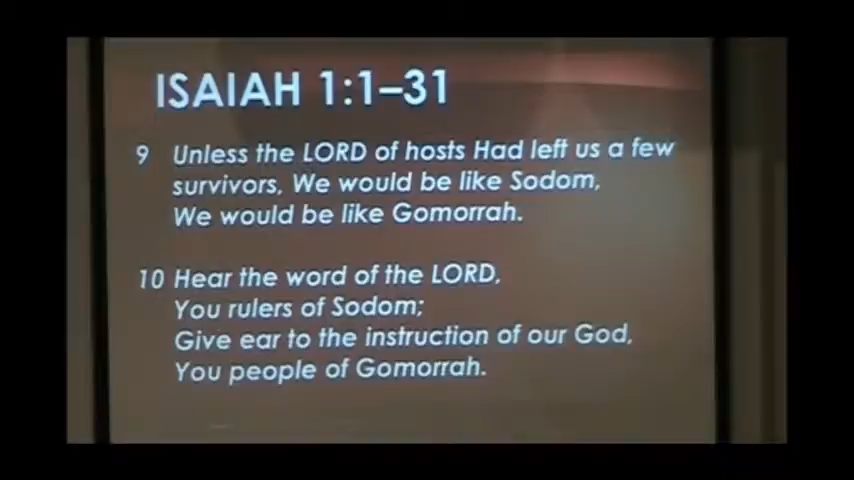 ISAIAH 1:1–31
9 Unless the LORD of hosts Had left us a few
survivors, We would be like Sodom,
We would be like Gomorrah.
10 Hear the word of the LORD,
You rulers of Sodom;
Give ear to the instruction of our God,
You people of Gomorrah.